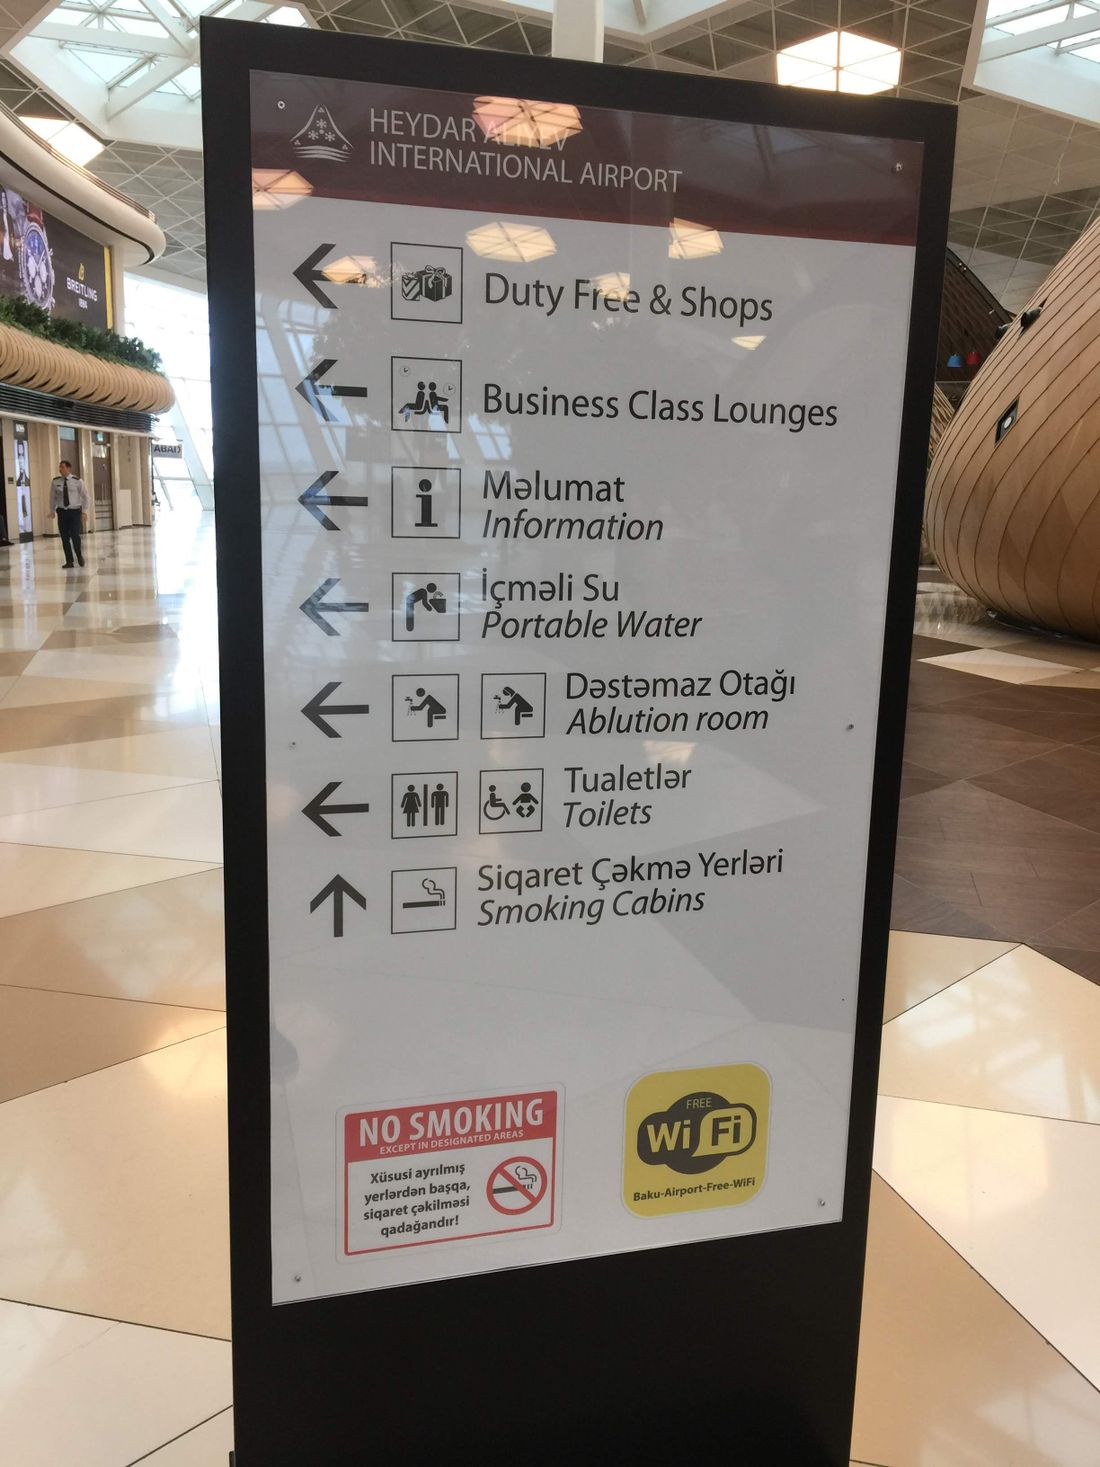 HEYDAR ALIYEV
INTERNATIONAL AIRPORT
Duty Free & Shops
Business Class Lounges
Məlumat
Information
İçməli Su
Portable Water
Dəstəmaz Otağı
Ablution room
Tualetlər
Toilets
Siqaret Çəkmə Yerləri
Smoking Cabins
NO SMOKING
EXCEPT IN DESIGNATED AREAS
Xüsusi ayrılmış
yerlərdən başqa,
siqaret çəkilməsi
qadağandır!
FREE
Wi Fi
Baku-Airport-Free-WiFi
BREITLING
1884